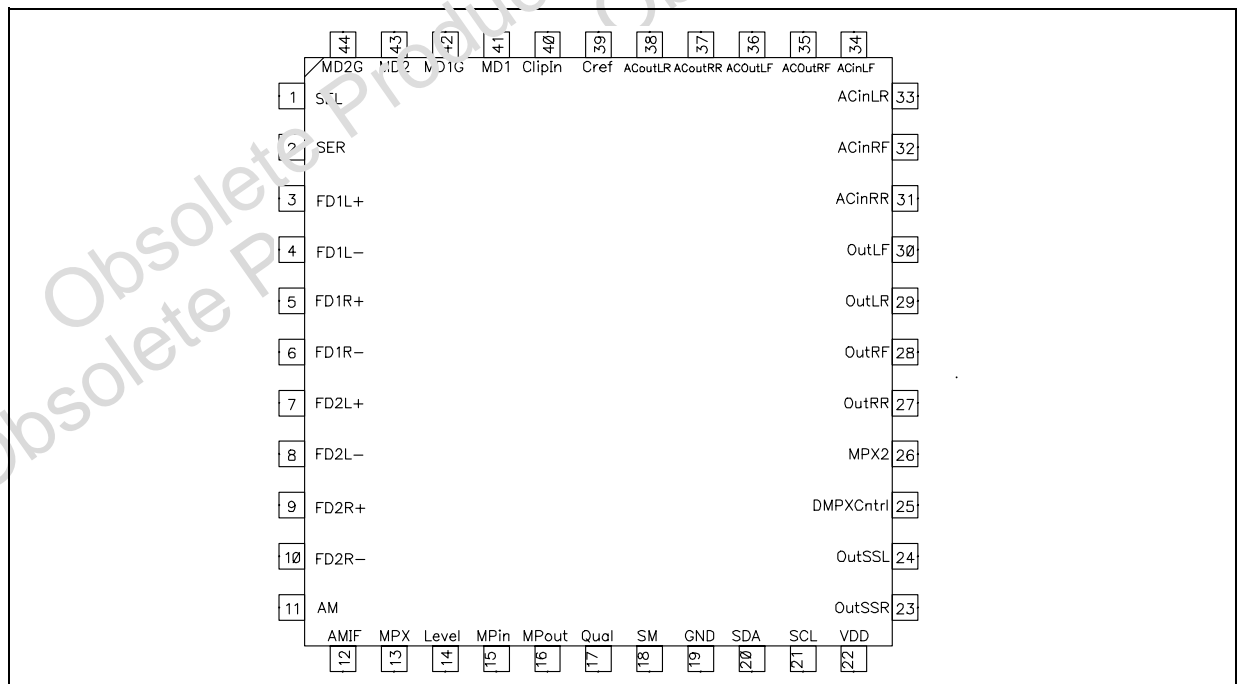 44 43 42 41 40 39 38 37 36 35 34
MD2G MD2 MD1G MD1 ClipIn Cref ACoutLR ACoutRR ACOutLF ACOutRF ACinLF
1 SEL ACinLR 33
2 SER ACinRF 32
3 FD1L+ ACinRR 31
4 FD1L− OutLF 30
5 FD1R+ OutLR 29
6 FD1R− OutRF 28
7 FD2L+ OutRR 27
8 FD2L− MPX2 26
9 FD2R+ DMPXCntrl 25
10 FD2R− OutSSL 24
11 AM OutSSR 23
AMIF MPX Level MPin MPout Qual SM GND SDA SCL VDD
12 13 14 15 16 17 18 19 20 21 22
Obsolete Produc
Obsolete P